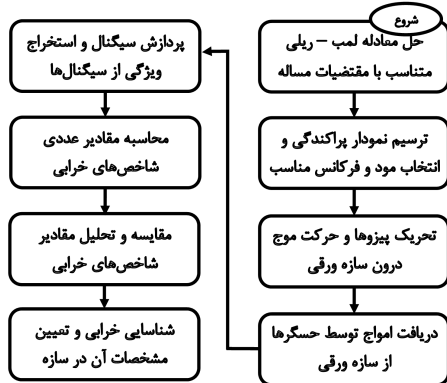 شروع
حل معادله لمب – ریلی
متناسب با مقتضیات مساله
ترسیم نمودار پراکندگی و
انتخاب مود و فرکانس مناسب
تحریک پیزوها و حرکت موج
درون سازه ورقی
دریافت امواج توسط حسگرها
از سازه ورقی
پردازش سیگنال و استخراج
ویژگی از سیگنال‌ها
محاسبه مقادیر عددی
شاخص‌های خرابی
مقایسه و تحلیل مقادیر
شاخص‌های خرابی
شناسایی خرابی و تعیین
مشخصات آن در سازه